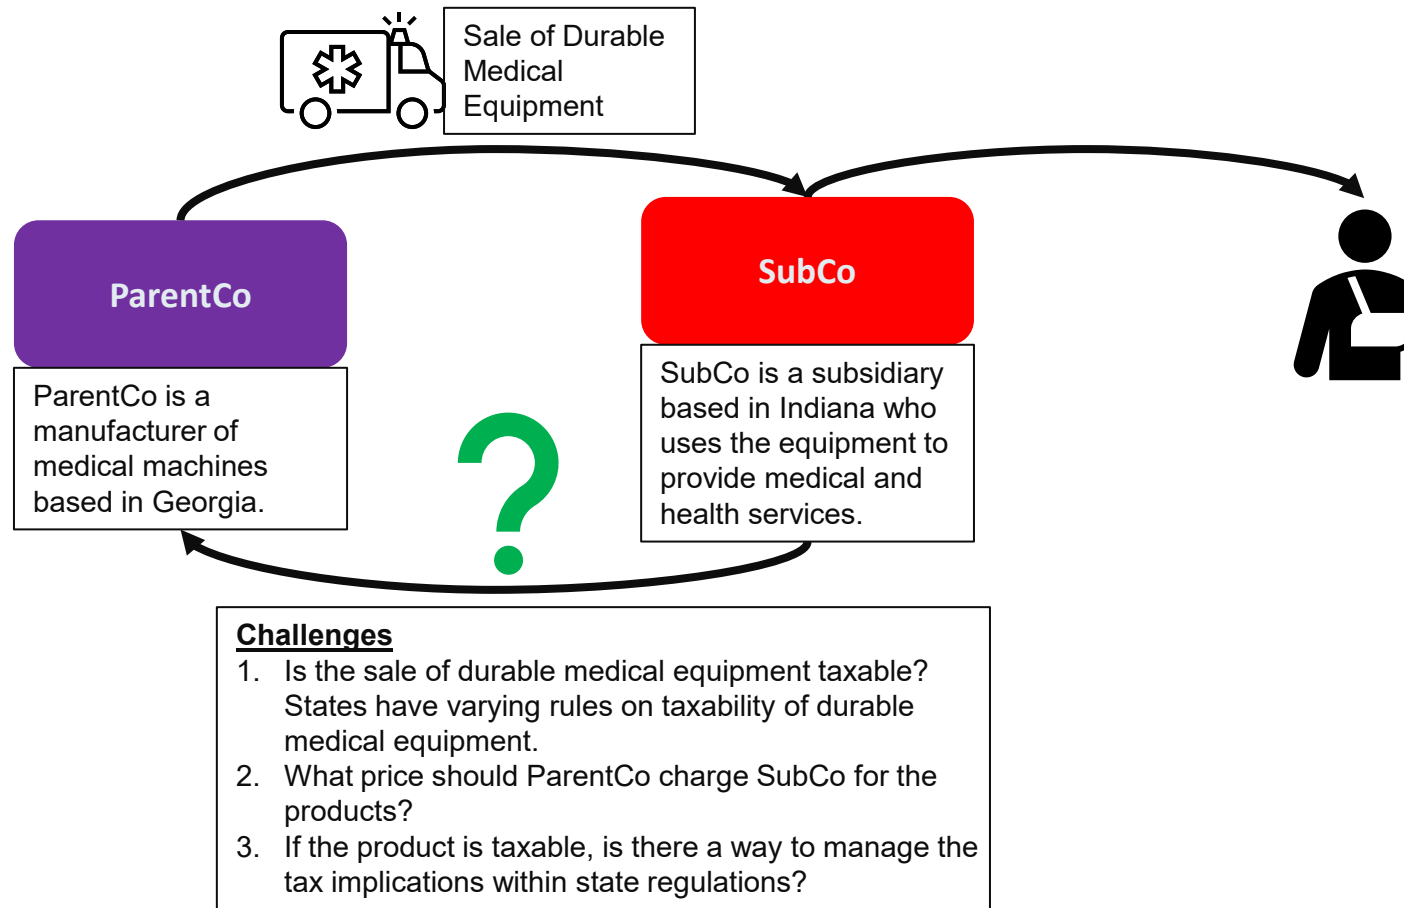 Sale of Durable
Medical
Equipment
ParentCo
SubCo
ParentCo is a
manufacturer of
medical machines
based in Georgia.
SubCo is a subsidiary
based in Indiana who
uses the equipment to
provide medical and
health services.
?
Challenges
1. Is the sale of durable medical equipment taxable?
States have varying rules on taxability of durable
medical equipment.
2. What price should ParentCo charge SubCo for the
products?
3. If the product is taxable, is there a way to manage the
tax implications within state regulations?